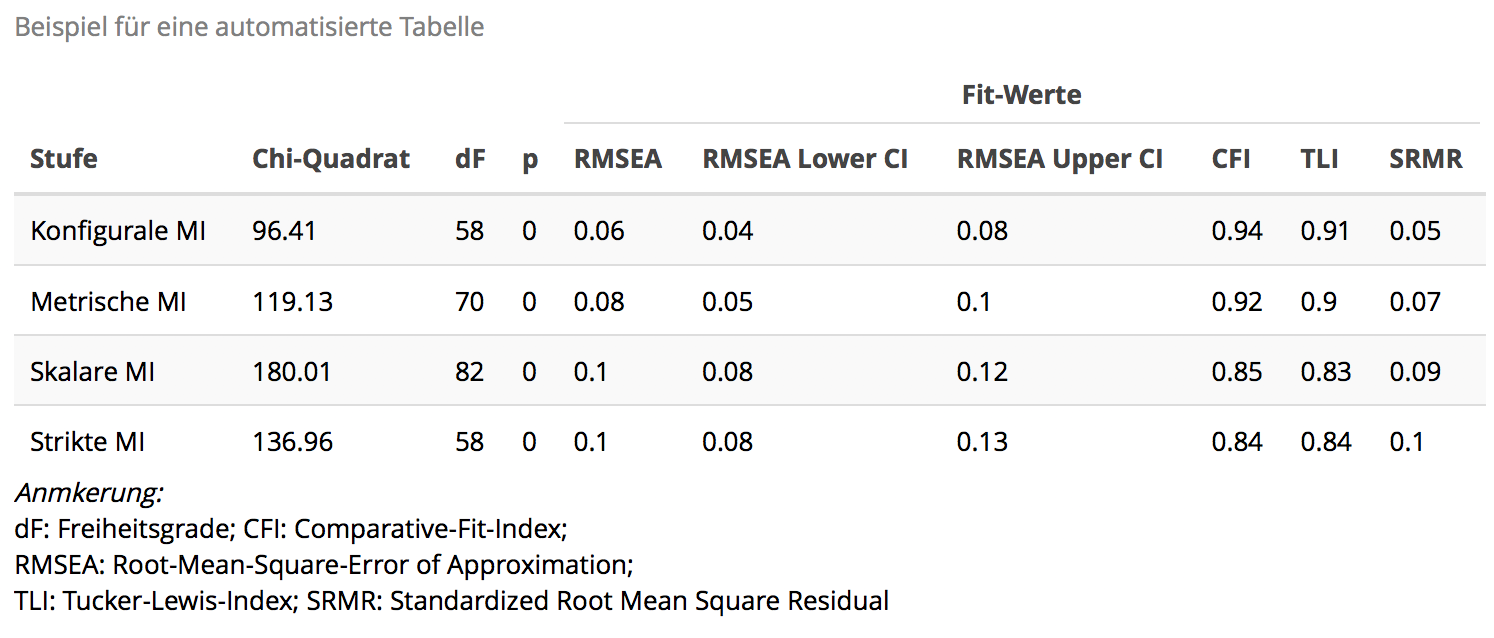 Beispiel für eine automatisierte Tabelle
Fit-Werte
Stufe Chi-Quadrat dF p RMSEA RMSEA Lower CI RMSEA Upper CI CFI TLI SRMR
Konfigurale MI 96.41 58 0 0.06 0.04 0.08 0.94 0.91 0.05
Metrische MI 119.13 70 0 0.08 0.05 0.1 0.92 0.9 0.07
Skalare MI 180.01 82 0 0.1 0.08 0.12 0.85 0.83 0.09
Strikte MI 136.96 58 0 0.1 0.08 0.13 0.84 0.84 0.1
Anmkerung:
dF: Freiheitsgrade; CFI: Comparative-Fit-Index;
RMSEA: Root-Mean-Square-Error of Approximation;
TLI: Tucker-Lewis-Index; SRMR: Standardized Root Mean Square Residual